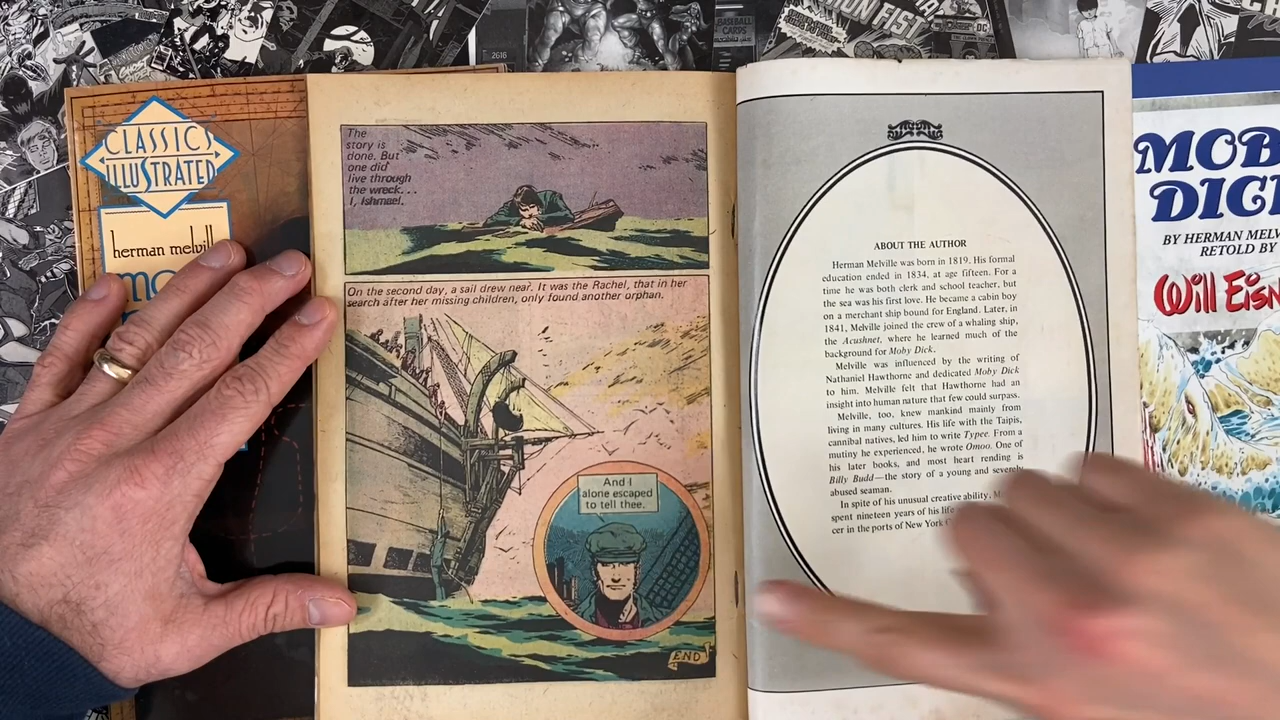 2616
BASEBALL
CARDS
IRON FIST
DC
CLASSICS
ILLUSTRATED
herman melvill
The
story is
done. But
one did
live through
the wreck...
I, Ishmael.
On the second day, a sail drew near. It was the Rachel, that in her
search after her missing children, only found another orphan.
And I
alone escaped
to tell thee.
END
ABOUT THE AUTHOR
Herman Melville was born in 1819. His formal
education ended in 1834, at age fifteen. For a
time he was both clerk and school teacher, but
the sea was his first love. He became a cabin boy
on a merchant ship bound for England. Later, in
1841, Melville joined the crew of a whaling ship,
the Acushnet, where he learned much of the
background for Moby Dick.
Melville was influenced by the writing of
Nathaniel Hawthorne and dedicated Moby Dick
to him. Melville felt that Hawthorne had an
insight into human nature that few could surpass.
Melville, too, knew mankind mainly from
living in many cultures. His life with the Taipis,
cannibal natives, led him to write Typee. From a
mutiny he experienced, he wrote Omoo. One of
his later books, and most heart rending is
Billy Budd—the story of a young and severely
abused seaman.
In spite of his unusual creative ability,
spent nineteen years of his life
cer in the ports of New York
MOB
DIC
BY HERMAN MELV
RETOLD BY
Will Eisn